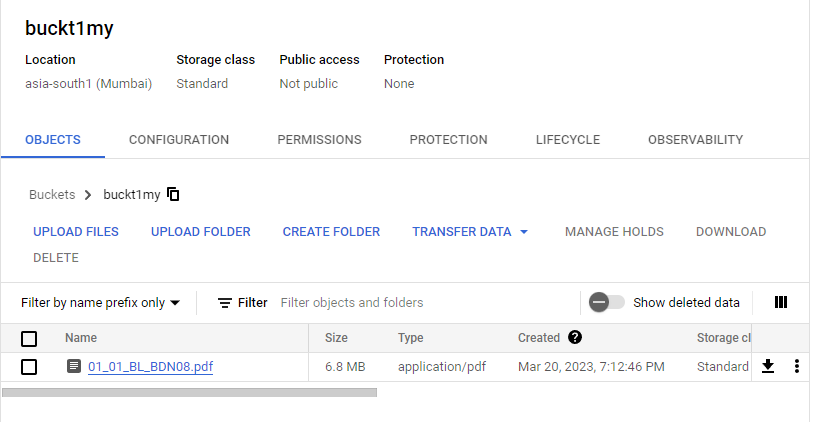 buckt1my
Location Storage class Public access Protection
asia-south1 (Mumbai) Standard Not public None
OBJECTS CONFIGURATION PERMISSIONS PROTECTION LIFECYCLE OBSERVABILITY
Buckets buckt1my
UPLOAD FILES UPLOAD FOLDER CREATE FOLDER TRANSFER DATA MANAGE HOLDS DOWNLOAD
DELETE
Filter by name prefix only Filter Filter objects and folders Show deleted data
Name Size Type Created ? Storage cl
01_01_BL_BDN08.pdf 6.8 MB application/pdf Mar 20, 2023, 7:12:46 PM Standard